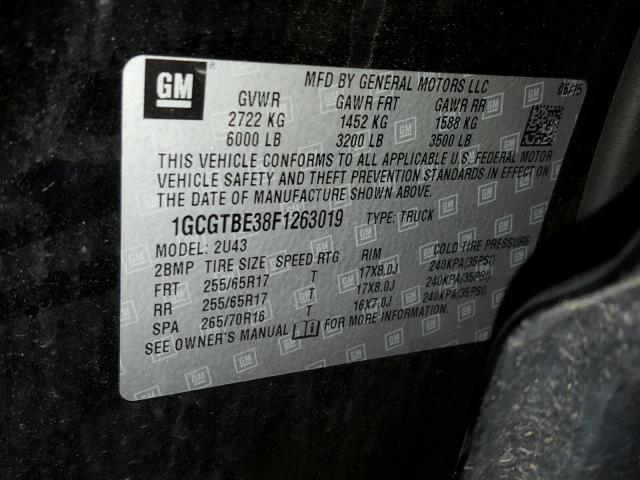 GM
MFD BY GENERAL MOTORS LLC 06/15
GVWR GAWR FRT GAWR RR
2722 KG 1452 KG 1588 KG
6000 LB 3200 LB 3500 LB
THIS VEHICLE CONFORMS TO ALL APPLICABLE U.S. FEDERAL MOTOR
VEHICLE SAFETY AND THEFT PREVENTION STANDARDS IN EFFECT ON
THE DATE OF MANUFACTURE SHOWN ABOVE.
1GCGTBE38F1263019 TYPE: TRUCK
MODEL: 2U43
2BMP TIRE SIZE SPEED RTG RIM COLD TIRE PRESSURE
FRT 255/65R17 T 17X8.0J 240KPA(35PSI)
RR 255/65R17 T 17X8.0J 240KPA(35PSI)
SPA 265/70R16 T 16X7.0J 240KPA(35PSI)
SEE OWNER'S MANUAL FOR MORE INFORMATION.